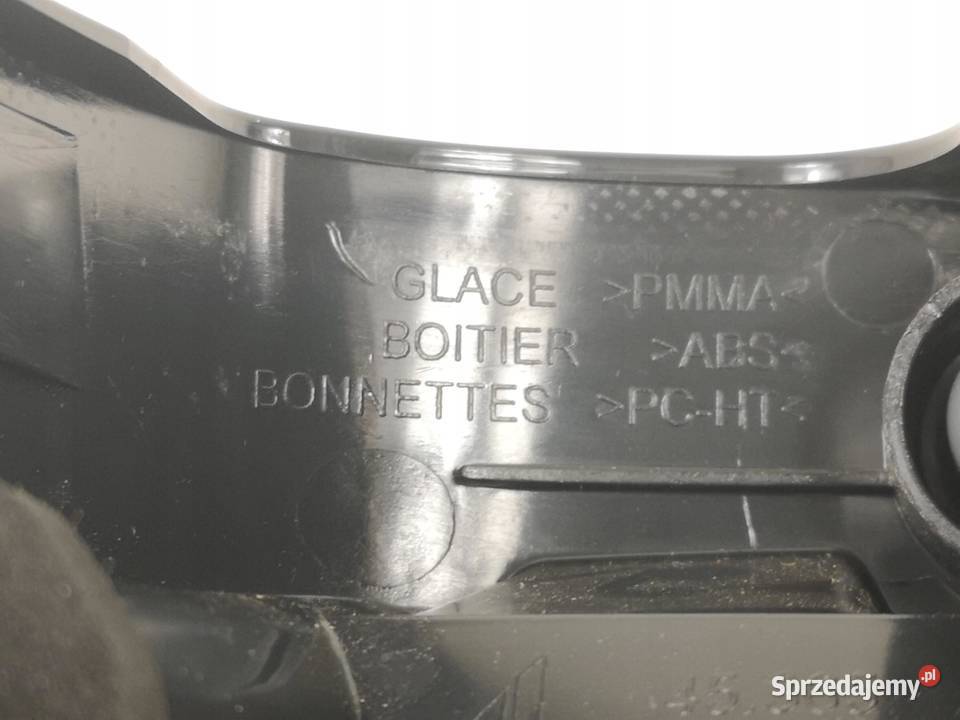 GLACE >PMMA<
BOITIER >ABS<
BONNETTES >PC-HT<
Sprzedajemy.pl